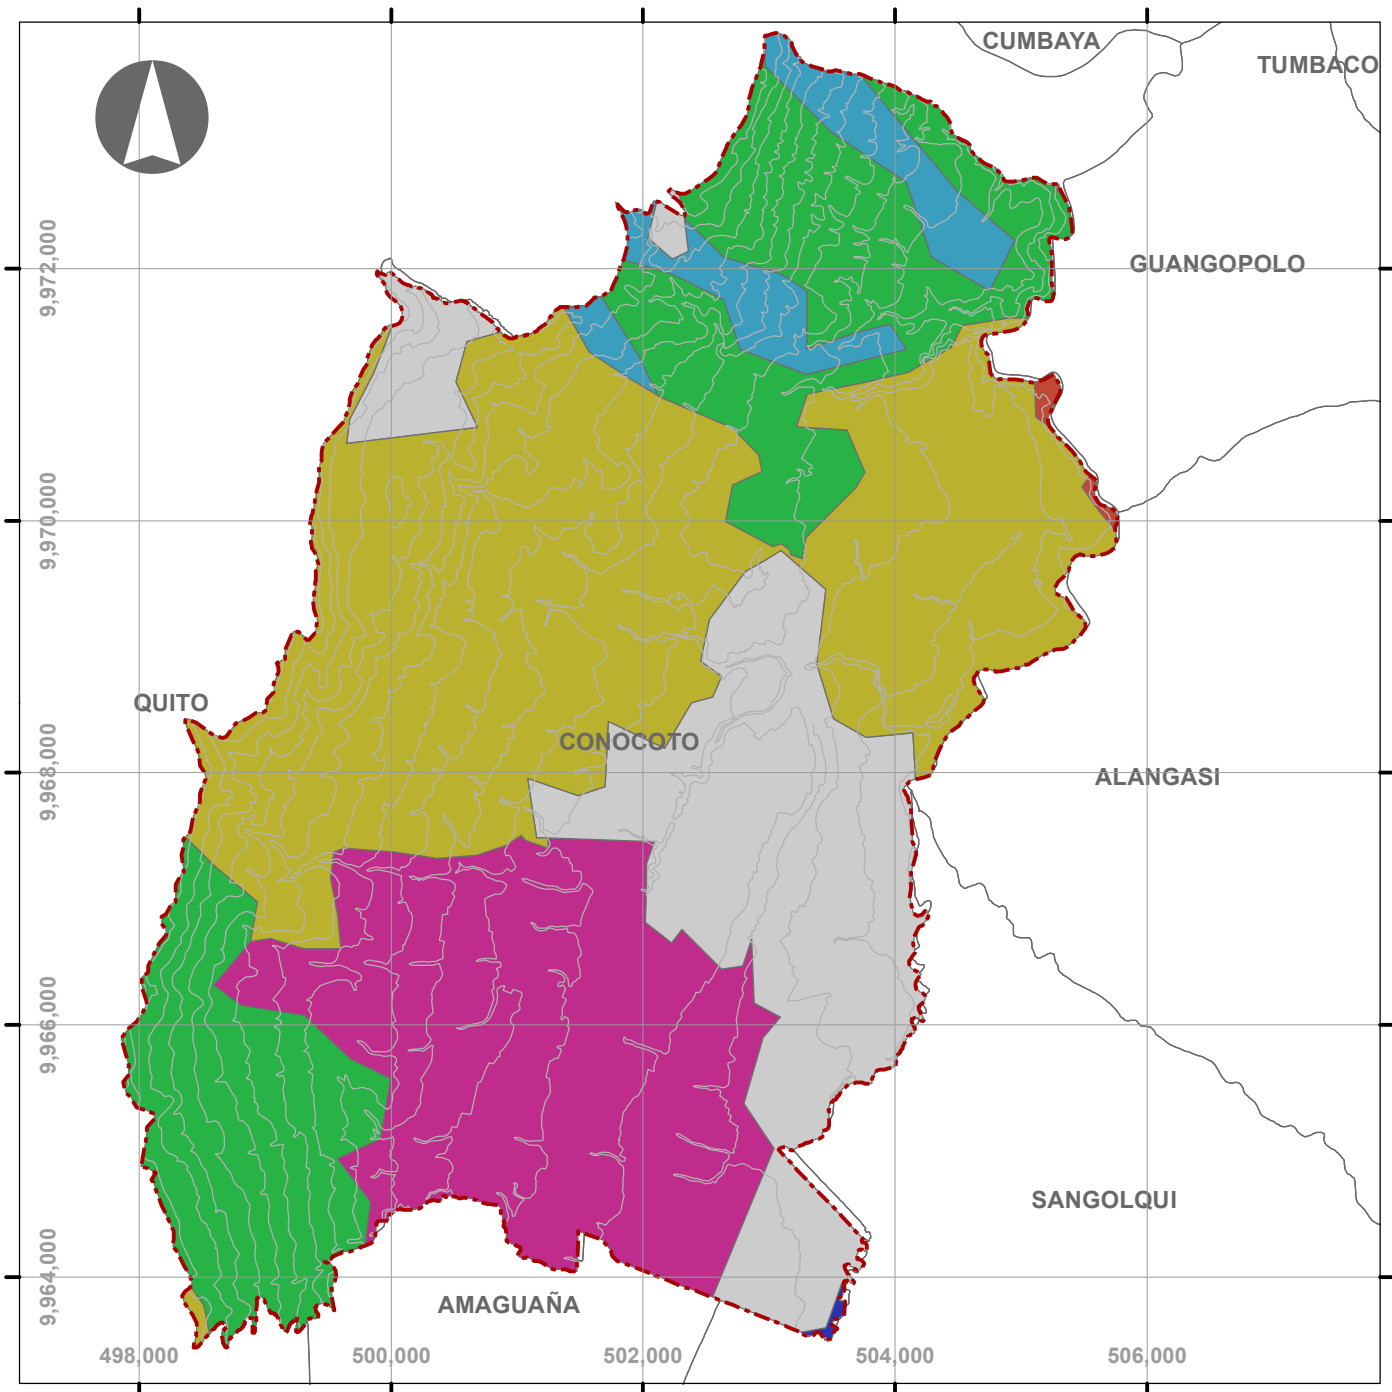 CUMBAYA
TUMBACO
GUANGOPOLO
9,972,000
9,970,000
QUITO
CONOCOTO
9,968,000
ALANGASI
9,966,000
SANGOLQUI
9,964,000
AMAGUAÑA
498,000
500,000
502,000
504,000
506,000